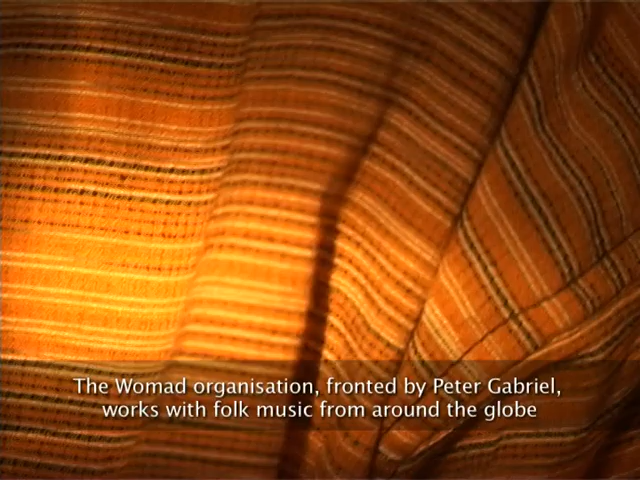 The Womad organisation, fronted by Peter Gabriel,
works with folk music from around the globe